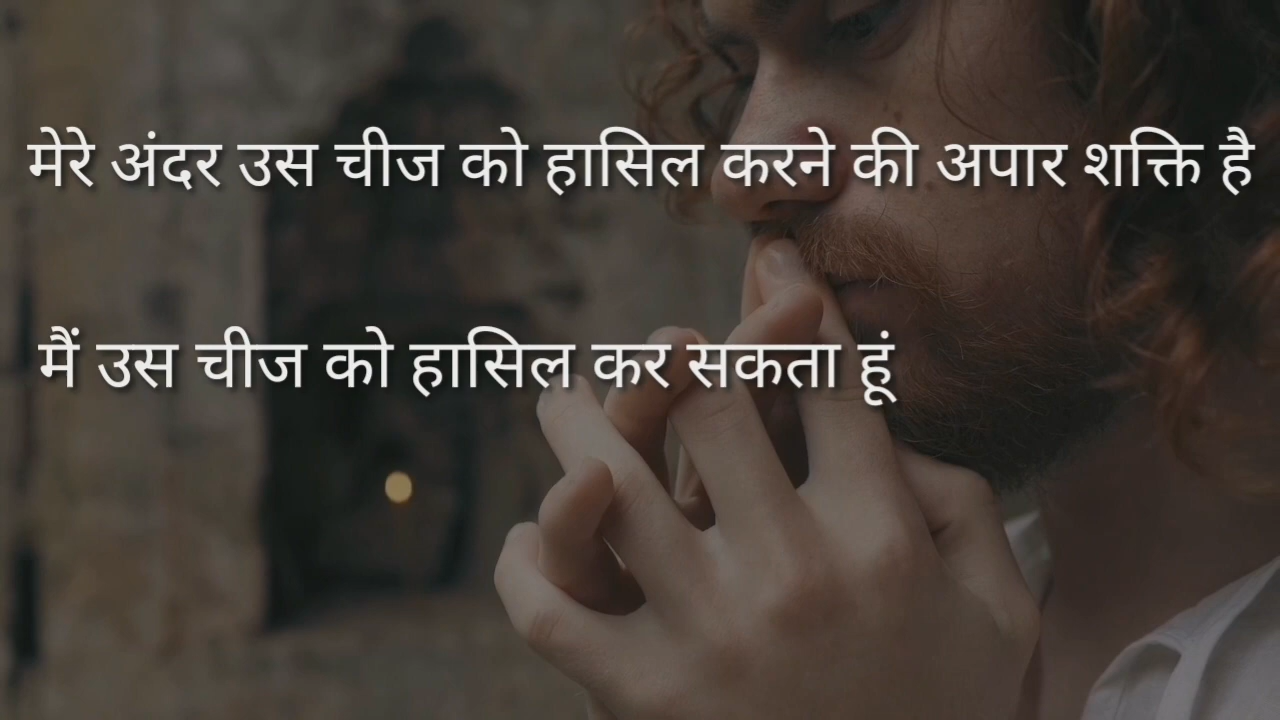 मेरे अंदर उस चीज को हासिल करने की अपार शक्ति है
मैं उस चीज को हासिल कर सकता हूं